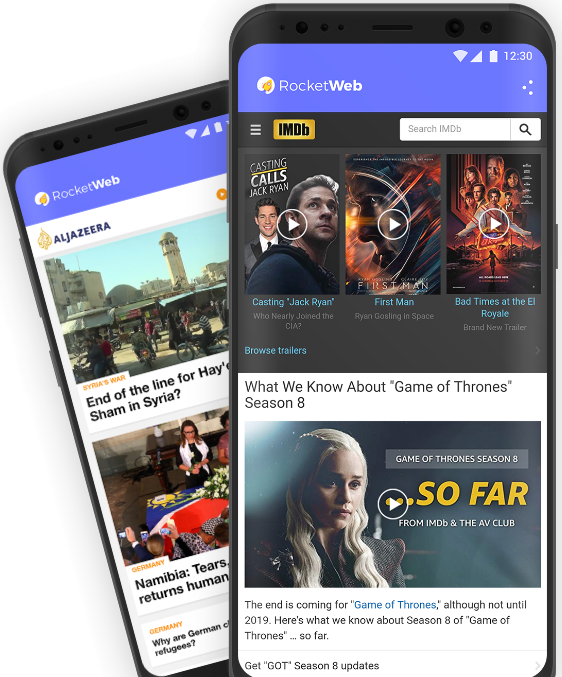 RocketWeb
ALJAZEERA
SYRIA'S WAR
End of the line for Hay'e
Sham in Syria?
GERMANY
Namibia: Tears,
returns human
GERMANY
Why are German c
refugees?
12:30
RocketWeb
IMDb
Search IMDb
CASTING
CALLS
JACK RYAN
RYAN GOSLING CLAIRE FOY
FIRST MAN
Casting "Jack Ryan"
Who Nearly Joined the
CIA?
First Man
Ryan Gosling in Space
Bad Times at the El
Royale
Brand New Trailer
Browse trailers
What We Know About "Game of Thrones"
Season 8
GAME OF THRONES SEASON 8
...SO FAR
FROM IMDb & THE AV CLUB
The end is coming for "Game of Thrones," although not until
2019. Here's what we know about Season 8 of "Game of
Thrones" ... so far.
Get "GOT" Season 8 updates